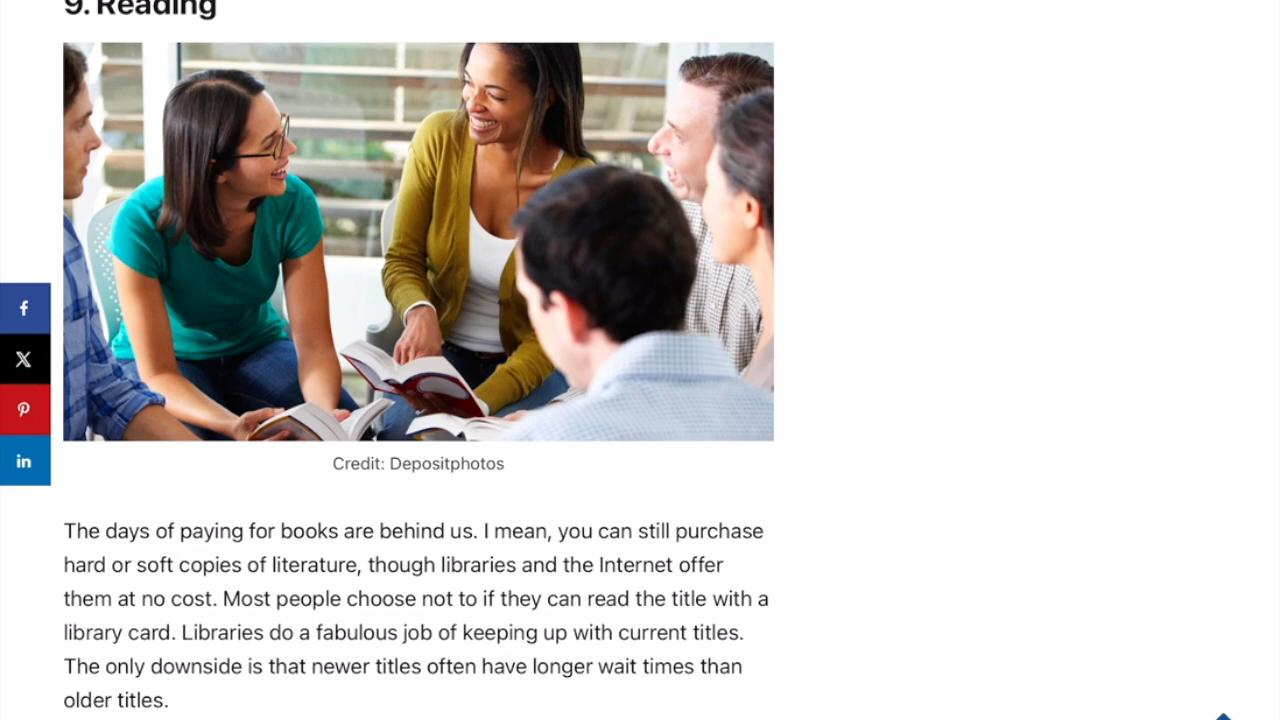 9. Reading
f
X
in
Credit: Depositphotos
The days of paying for books are behind us. I mean, you can still purchase
hard or soft copies of literature, though libraries and the Internet offer
them at no cost. Most people choose not to if they can read the title with a
library card. Libraries do a fabulous job of keeping up with current titles.
The only downside is that newer titles often have longer wait times than
older titles.